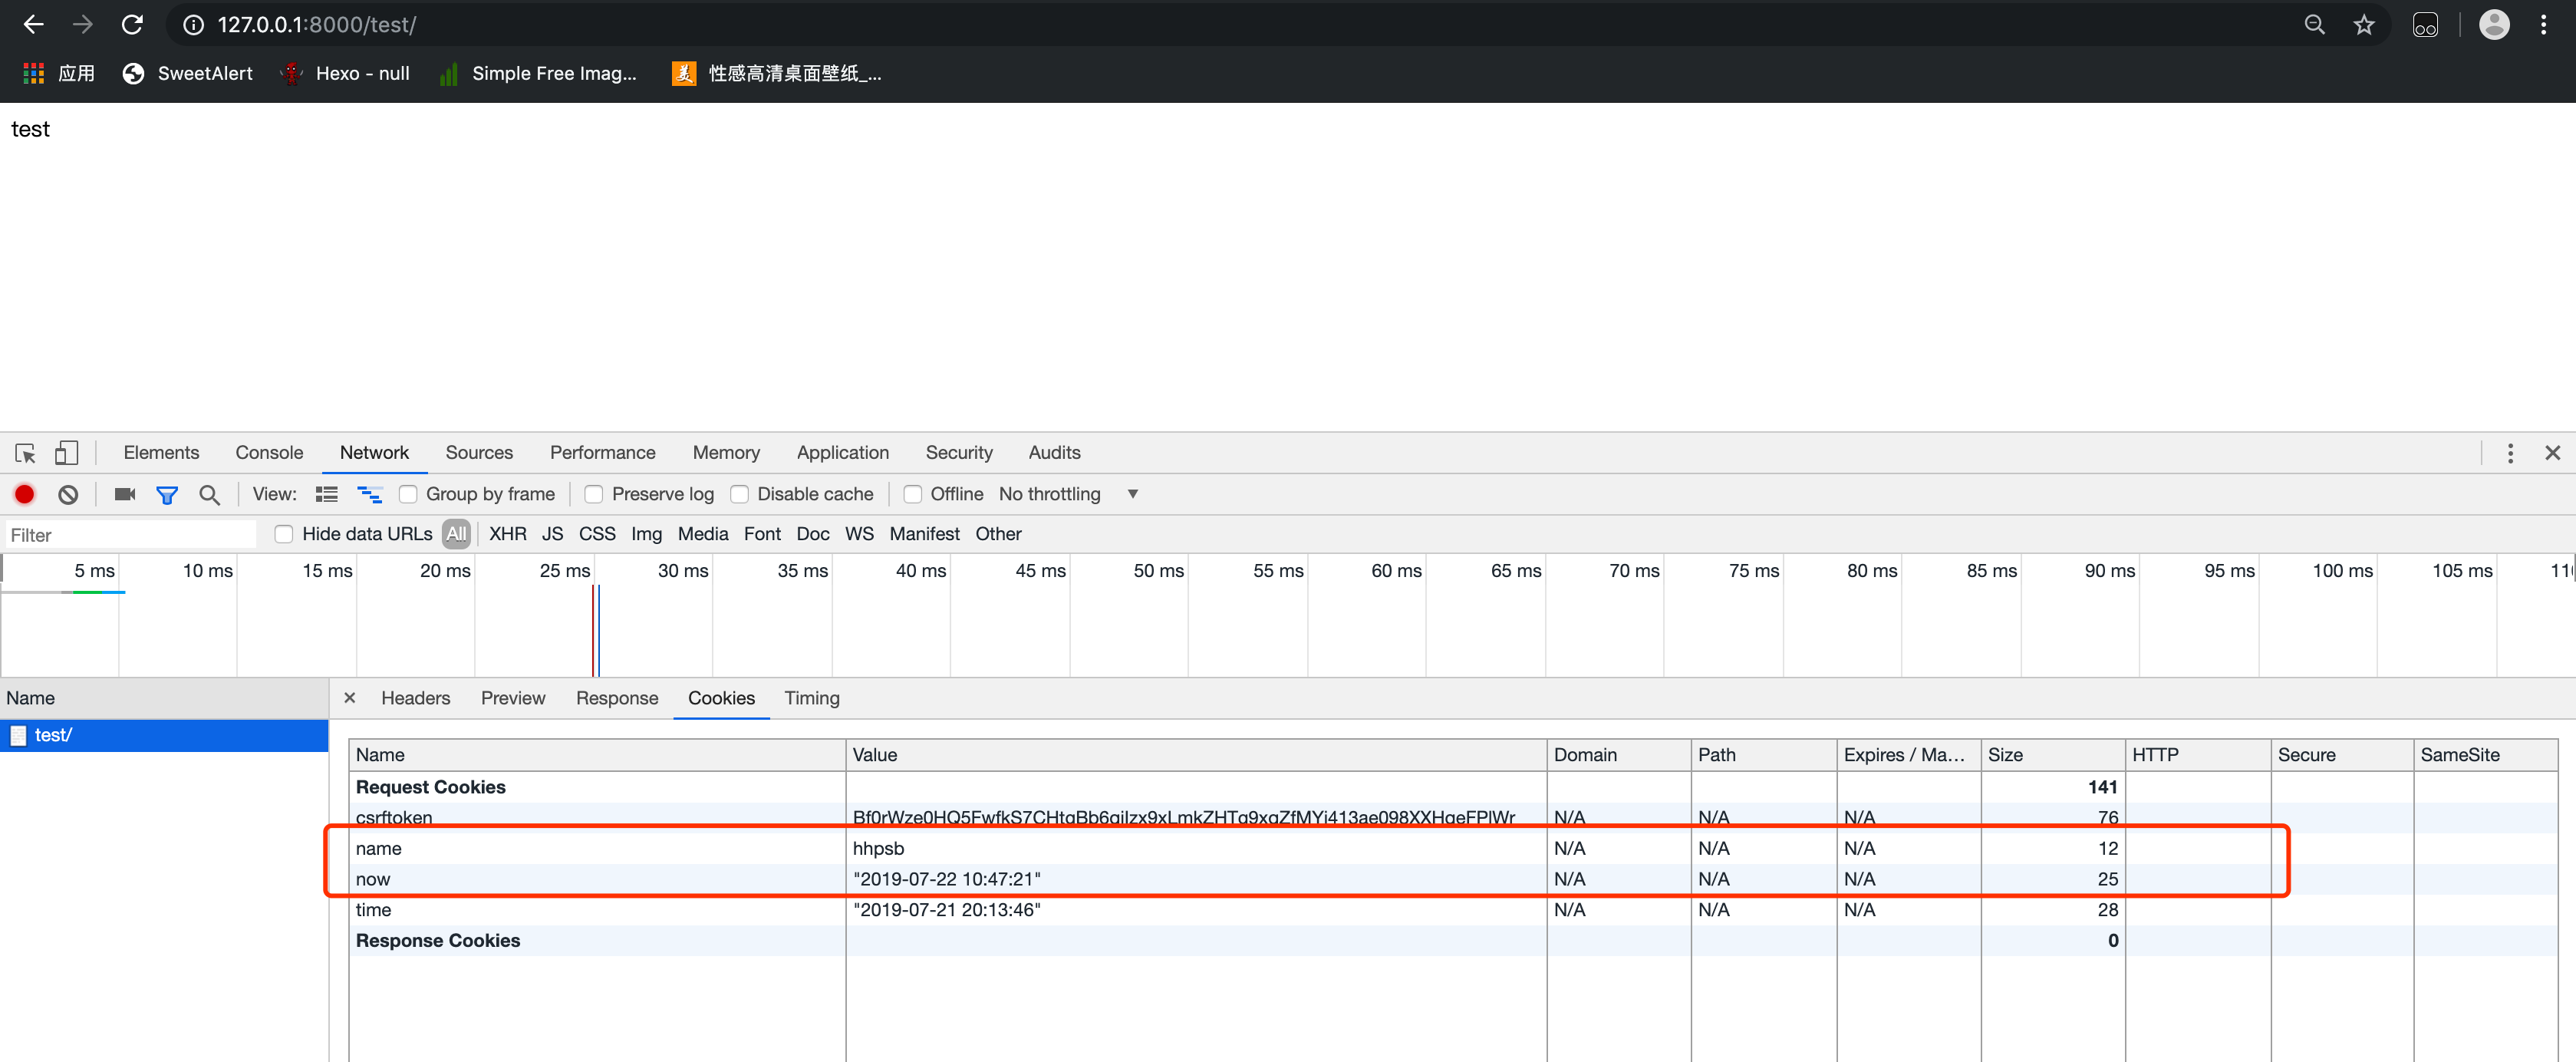 127.0.0.1:8000/test/
应用 SweetAlert Hexo - null Simple Free Imag... 美 性感高清桌面壁纸_...
test
Elements Console Network Sources Performance Memory Application Security Audits
View: Group by frame Preserve log Disable cache Offline No throttling
Filter Hide data URLs All XHR JS CSS Img Media Font Doc WS Manifest Other
5 ms 10 ms 15 ms 20 ms 25 ms 30 ms 35 ms 40 ms 45 ms 50 ms 55 ms 60 ms 65 ms 70 ms 75 ms 80 ms 85 ms 90 ms 95 ms 100 ms 105 ms
Name Headers Preview Response Cookies Timing
test/
Name Value Domain Path Expires / Ma... Size HTTP Secure SameSite
Request Cookies 141
csrftoken N/A N/A N/A 76
name hhpsb N/A N/A N/A 12
now "2019-07-22 10:47:21" N/A N/A N/A 25
time "2019-07-21 20:13:46" N/A N/A N/A 28
Response Cookies 0